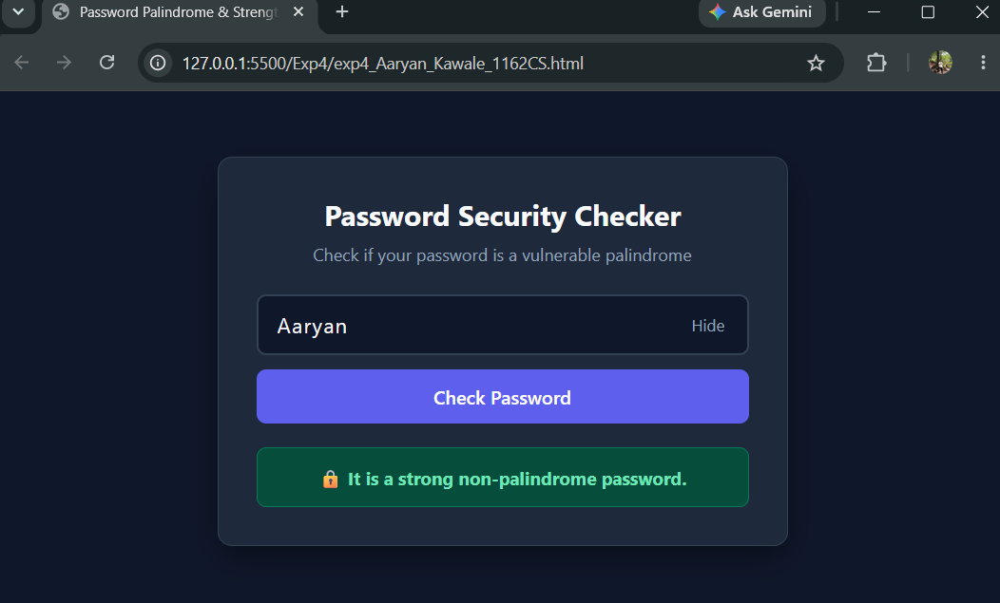 Password Palindrome & Strengt
Ask Gemini
127.0.0.1:5500/Exp4/exp4_Aaryan_Kawale_1162CS.html
Password Security Checker
Check if your password is a vulnerable palindrome
Aaryan
Hide
Check Password
🔒 It is a strong non-palindrome password.